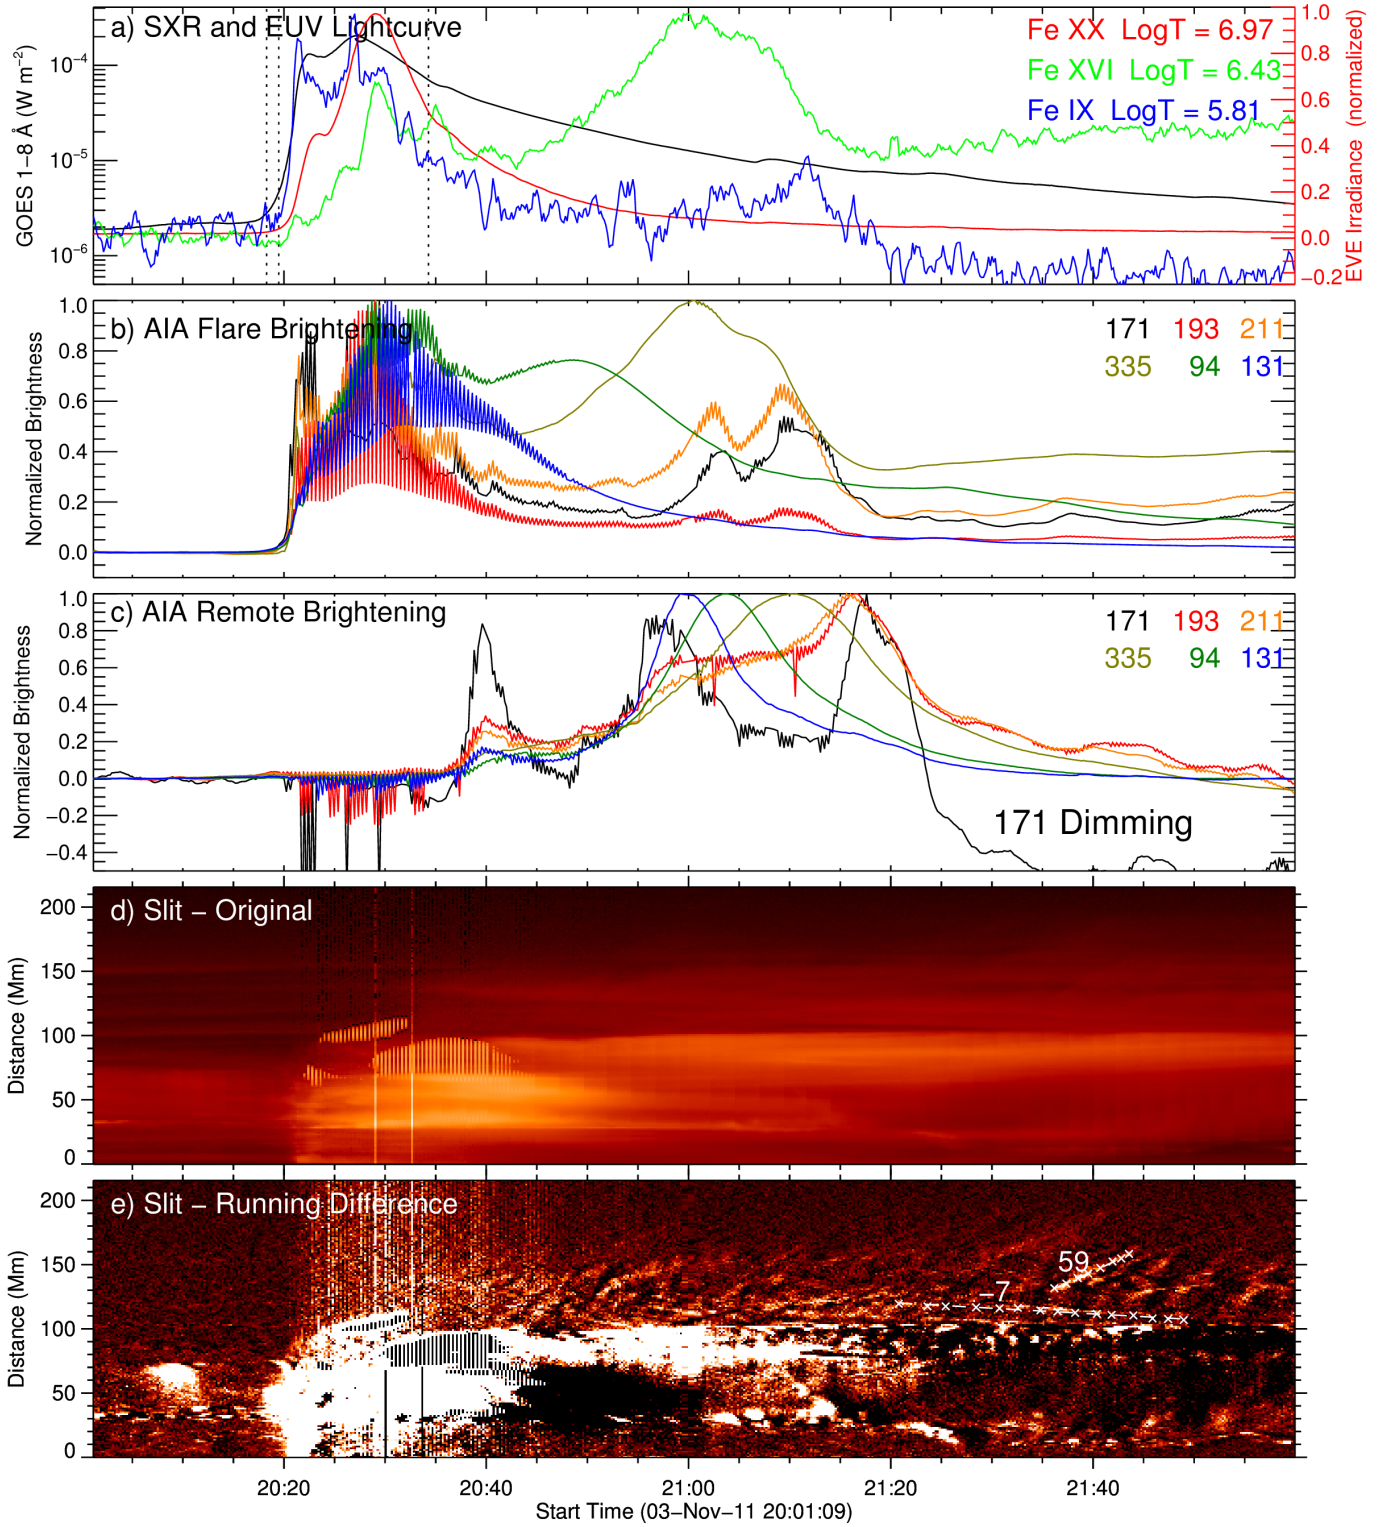 a) SXR and EUV Lightcurve
Fe XX LogT = 6.97
Fe XVI LogT = 6.43
Fe IX LogT = 5.81
GOES 1−8 Å (W m−2)
10−4
10−5
10−6
1.0
0.8
0.6
0.4
0.2
0.0
−0.2
EVE Irradiance (normalized)
b) AIA Flare Brightening
171 193 211
335 94 131
Normalized Brightness
1.0
0.8
0.6
0.4
0.2
0.0
c) AIA Remote Brightening
171 193 211
335 94 131
171 Dimming
Normalized Brightness
1.0
0.8
0.6
0.4
0.2
0.0
−0.2
−0.4
d) Slit − Original
Distance (Mm)
200
150
100
50
0
e) Slit − Running Difference
59
−7
Distance (Mm)
200
150
100
50
0
20:20 20:40 21:00 21:20 21:40
Start Time (03−Nov−11 20:01:09)